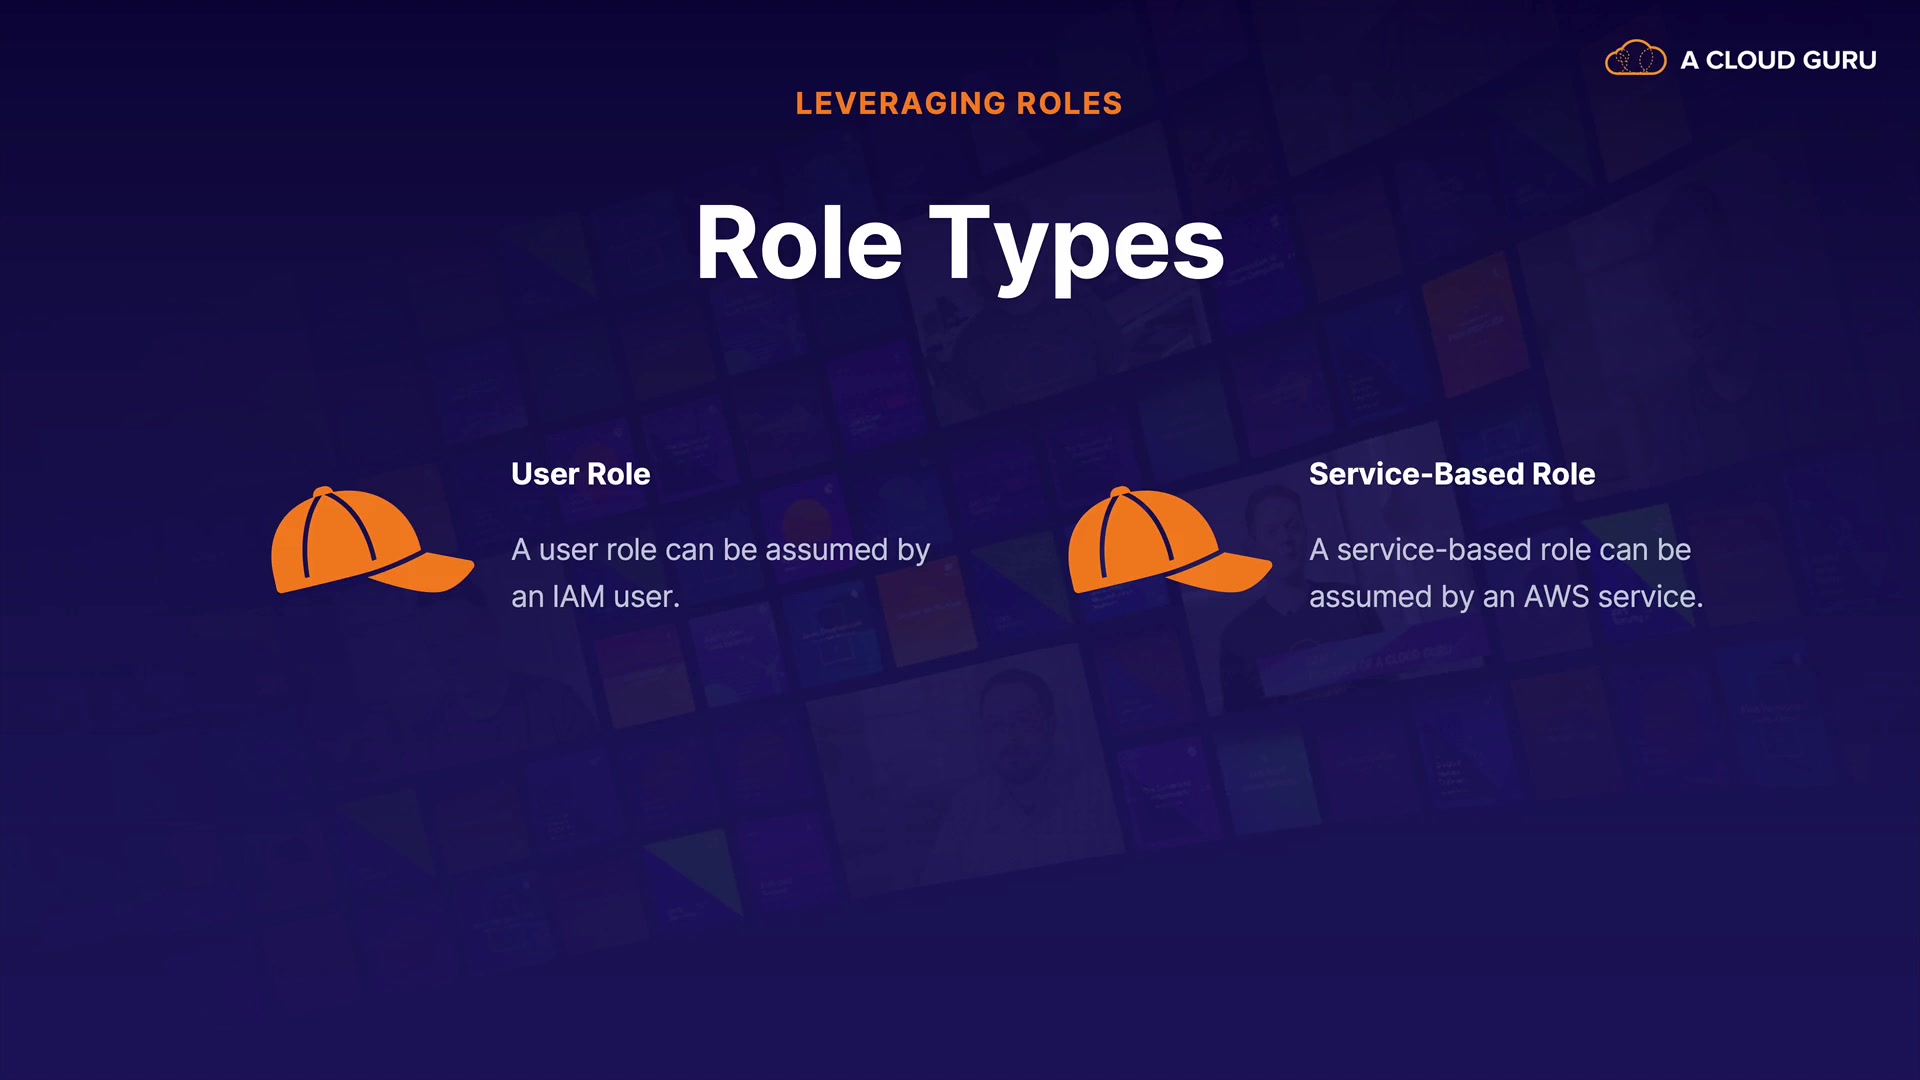 A CLOUD GURU
LEVERAGING ROLES
Role Types
User Role
A user role can be assumed by
an IAM user.
Service-Based Role
A service-based role can be
assumed by an AWS service.